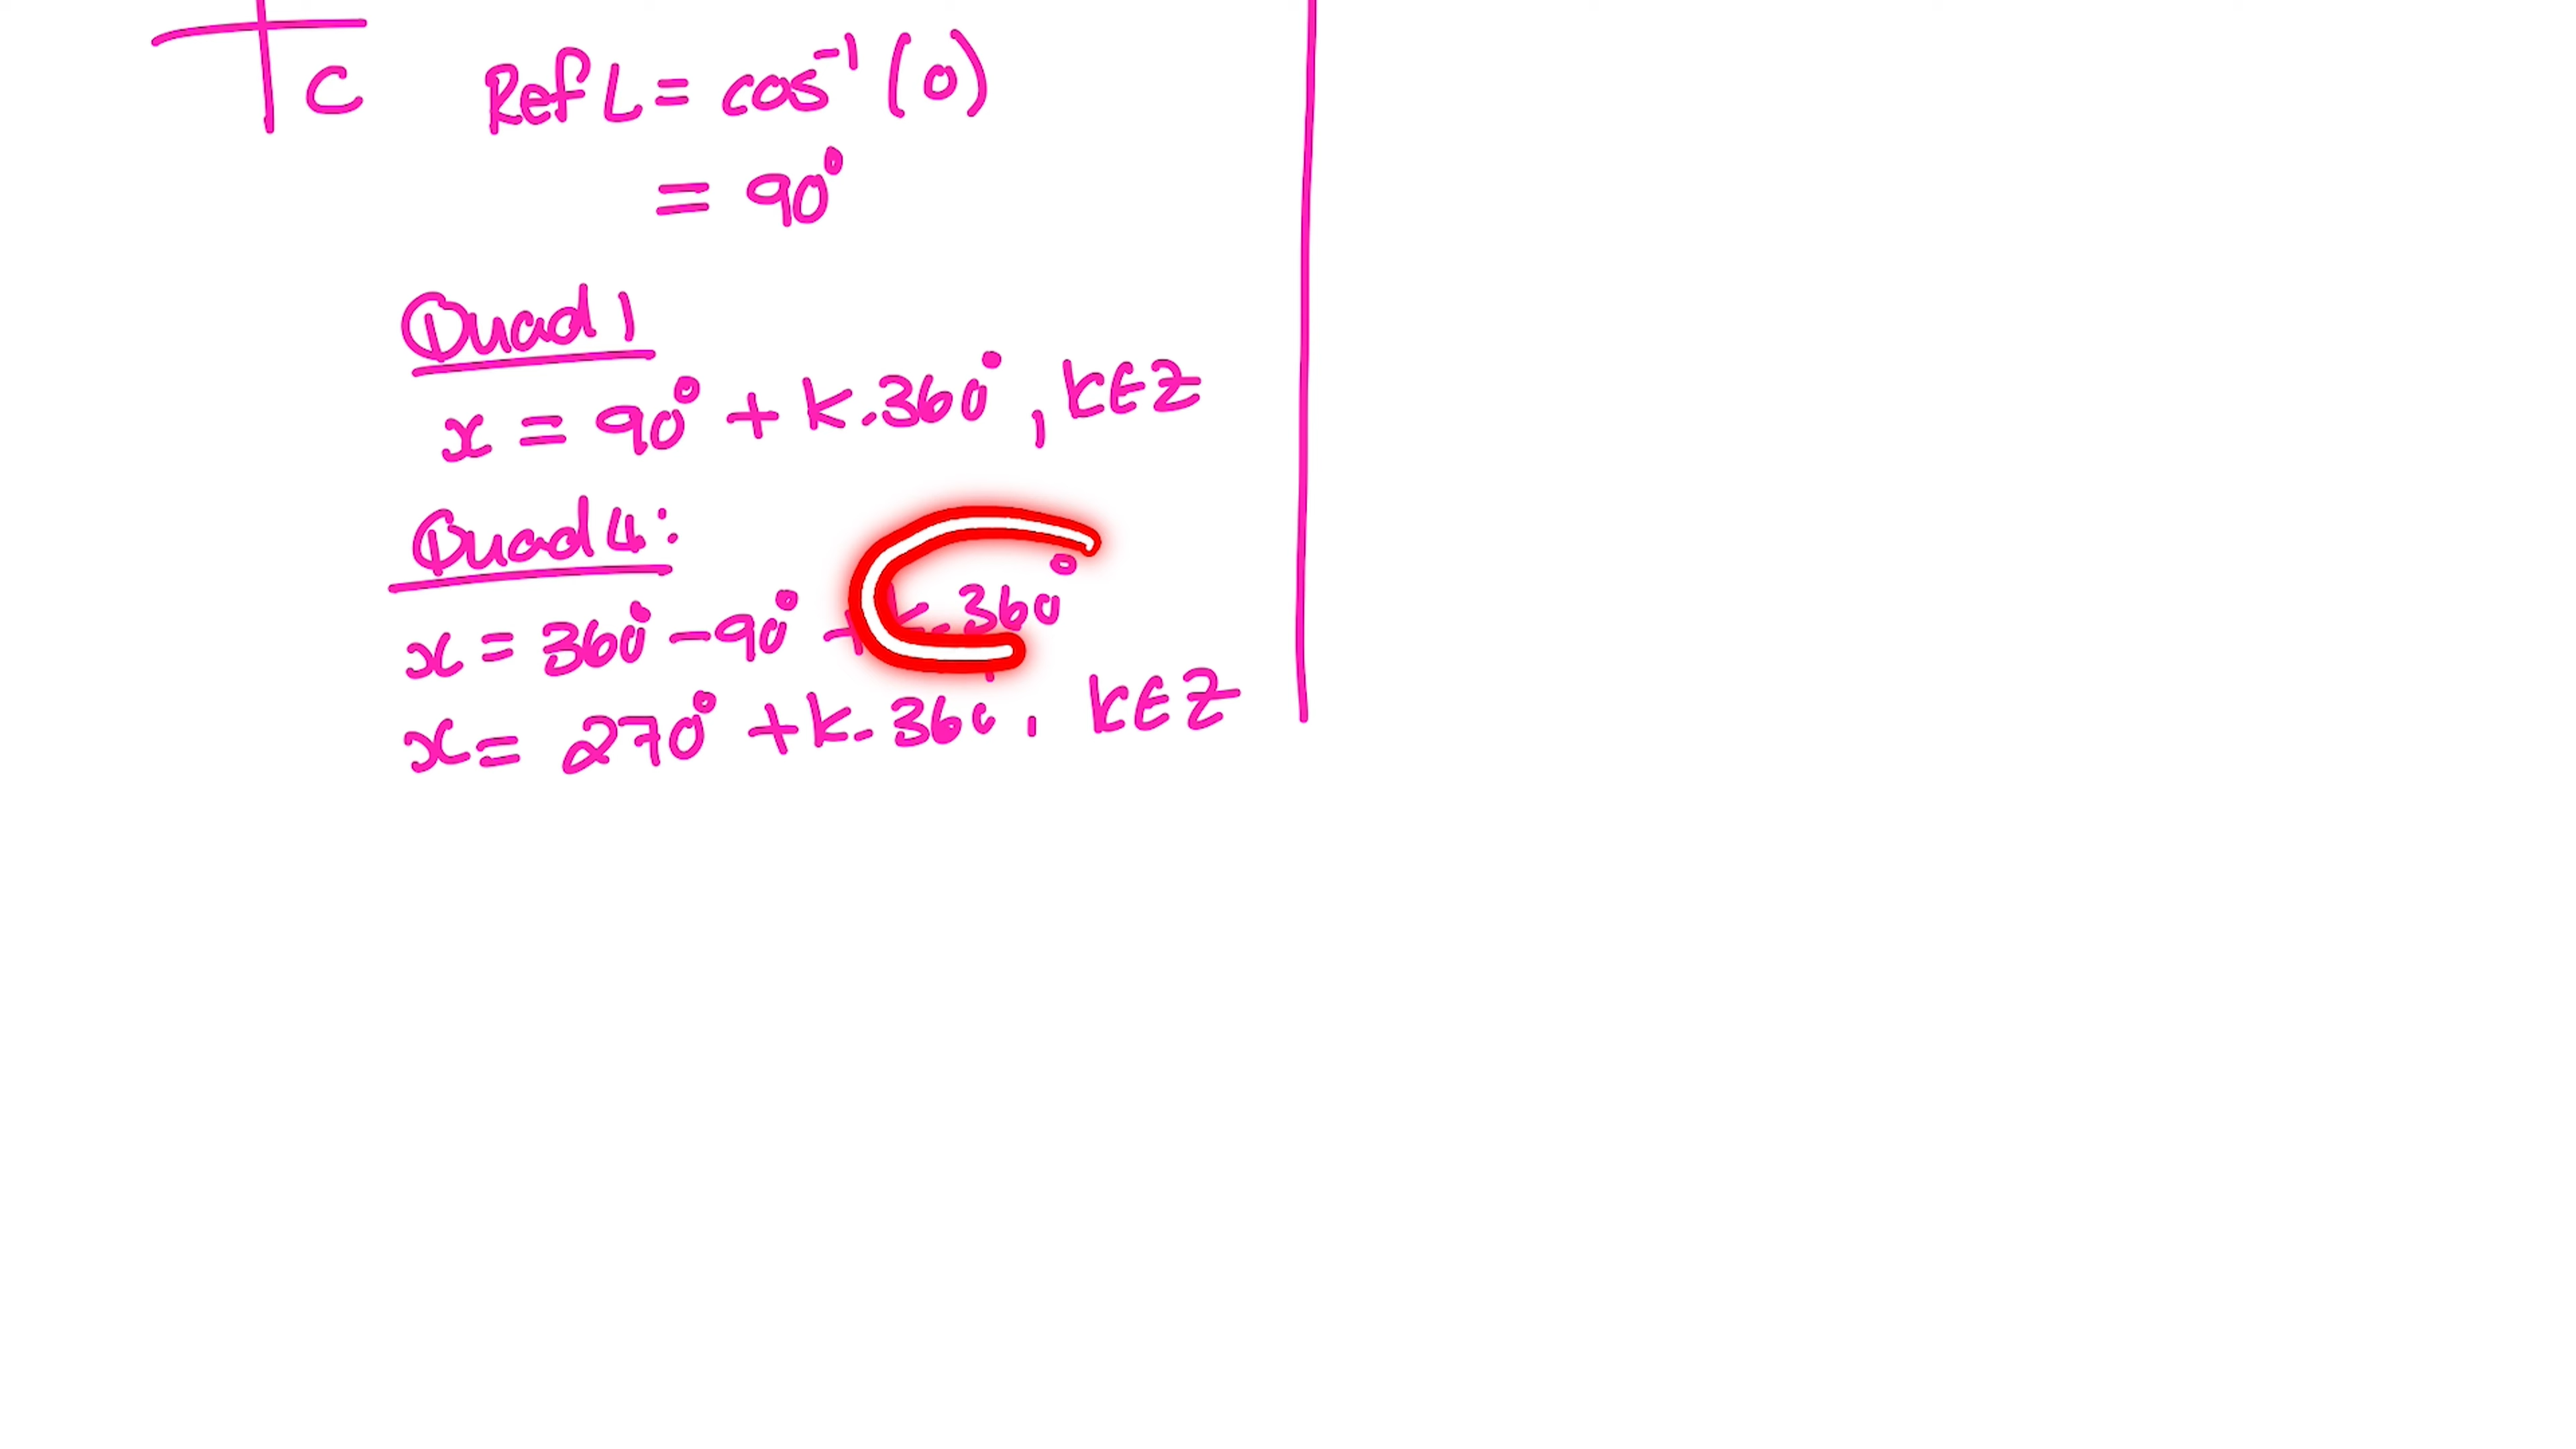 C
Ref L = cos⁻¹ (0)
= 90°
Quad 1
x = 90° + k.360°, k∈Z
Quad 4:
x = 360° - 90° + k.360°
x = 270° + k.360, k∈Z